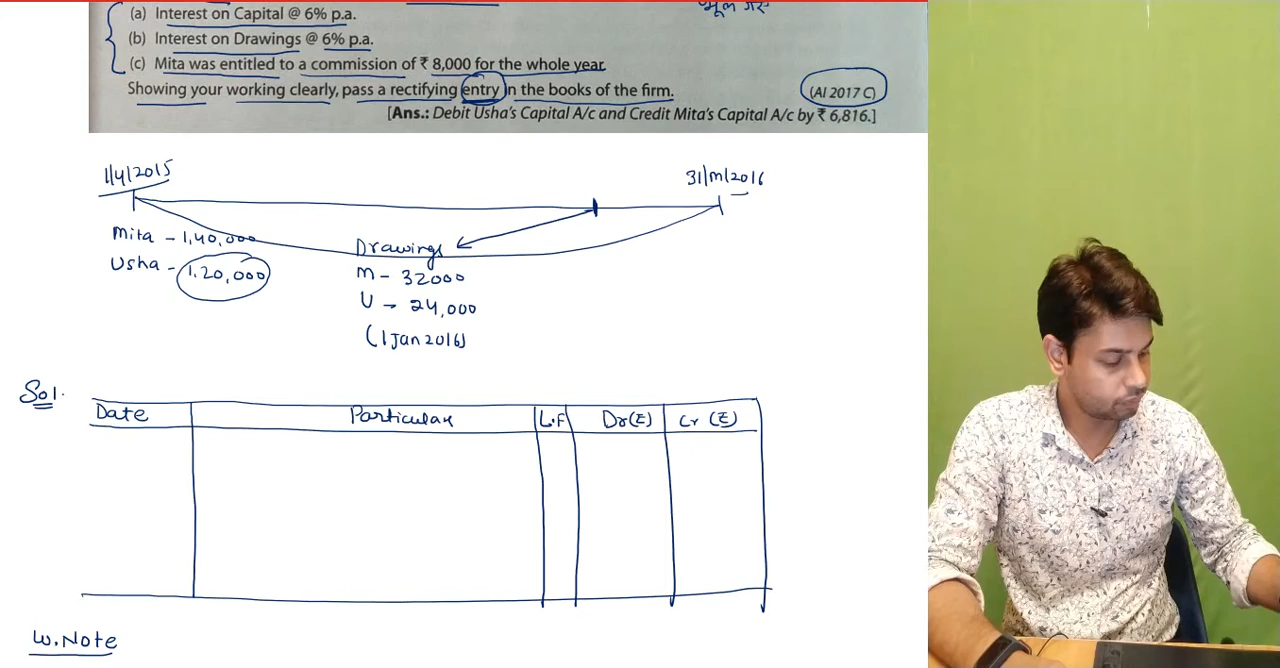 (a) Interest on Capital @ 6% p.a.
(b) Interest on Drawings @ 6% p.a.
(c) Mita was entitled to a commission of ₹ 8,000 for the whole year.
Showing your working clearly, pass a rectifying entry in the books of the firm.
(AI 2017 C)
[Ans.: Debit Usha's Capital A/c and Credit Mita's Capital A/c by ₹ 6,816.]
1/4/2015
31/m/2016
Mita - 1,40,000
Usha - 1,20,000
Drawings
M - 32000
U - 24,000
(1 Jan 2016)
Sol.
Date Particular L.F Dr(₹) Cr (₹)
W.Note